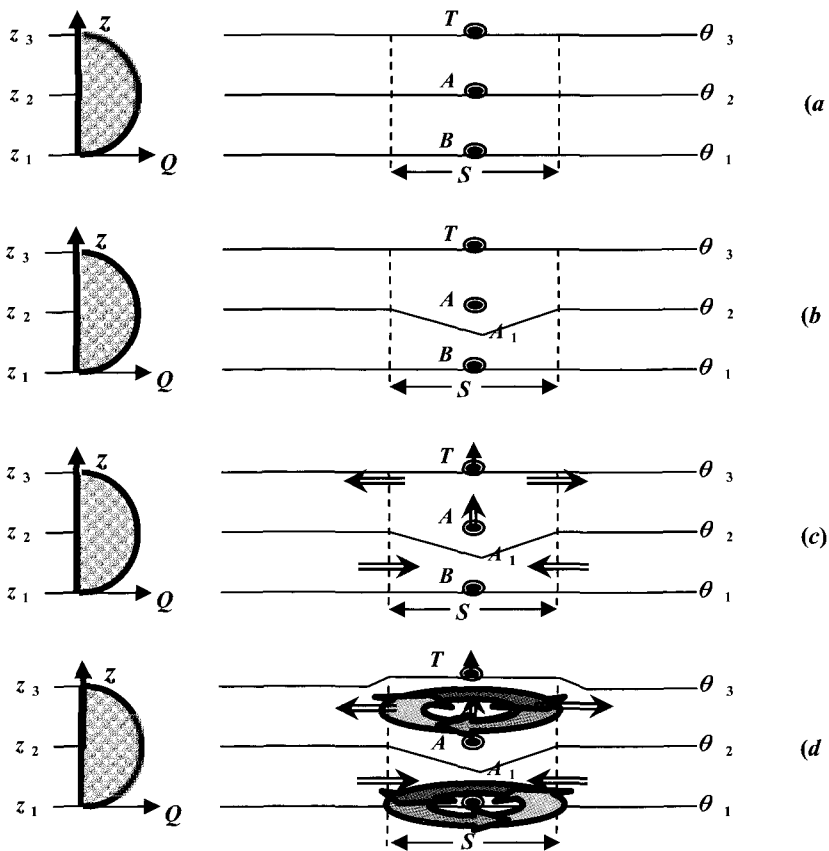 z T θ 3
z 3
z 2 A θ 2 (a
z 1 Q B θ 1
S
z T θ 3
z 3
z 2 A θ 2 (b
A 1
z 1 Q B θ 1
S
z T θ 3
z 3
A
z 2 θ 2 (c)
A 1
z 1 Q B θ 1
S
z T
z 3 θ 3
z 2 A θ 2 (d
A 1
z 1 Q θ 1
S